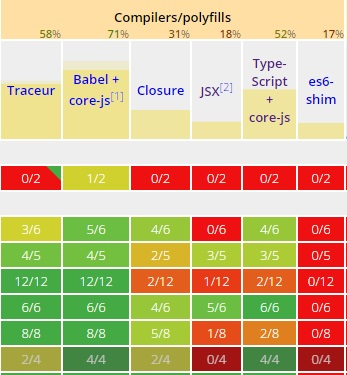 Compilers/polyfills
58% 71% 31% 18% 52% 17%
Traceur Babel + core-js[1] Closure JSX[2] Type-Script + core-js es6-shim
0/2 1/2 0/2 0/2 0/2 0/2
3/6 5/6 4/6 0/6 4/6 0/6
4/5 4/5 2/5 3/5 3/5 0/5
12/12 12/12 2/12 1/12 2/12 0/12
6/6 6/6 4/6 5/6 6/6 0/6
8/8 8/8 5/8 1/8 2/8 0/8
2/4 4/4 2/4 0/4 4/4 0/4